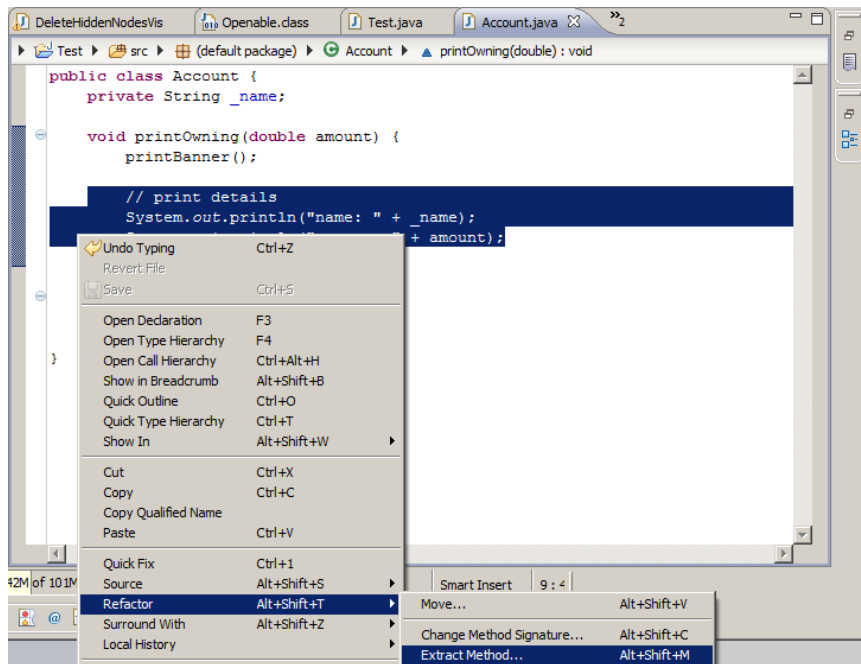 DeleteHiddenNodesVis Openable.class Test.java Account.java »2
Test src (default package) Account printOwning(double) : void
public class Account {
private String _name;
void printOwning(double amount) {
printBanner();
// print details
System.out.println("name: " + _name);
" + amount);
}
Undo Typing Ctrl+Z
Revert File
Save Ctrl+S
Open Declaration F3
Open Type Hierarchy F4
Open Call Hierarchy Ctrl+Alt+H
Show in Breadcrumb Alt+Shift+B
Quick Outline Ctrl+O
Quick Type Hierarchy Ctrl+T
Show In Alt+Shift+W
Cut Ctrl+X
Copy Ctrl+C
Copy Qualified Name
Paste Ctrl+V
Quick Fix Ctrl+1
Source Alt+Shift+S
Refactor Alt+Shift+T
Surround With Alt+Shift+Z
Local History
42M of 101M
Smart Insert 9 : 4
Move... Alt+Shift+V
Change Method Signature... Alt+Shift+C
Extract Method... Alt+Shift+M